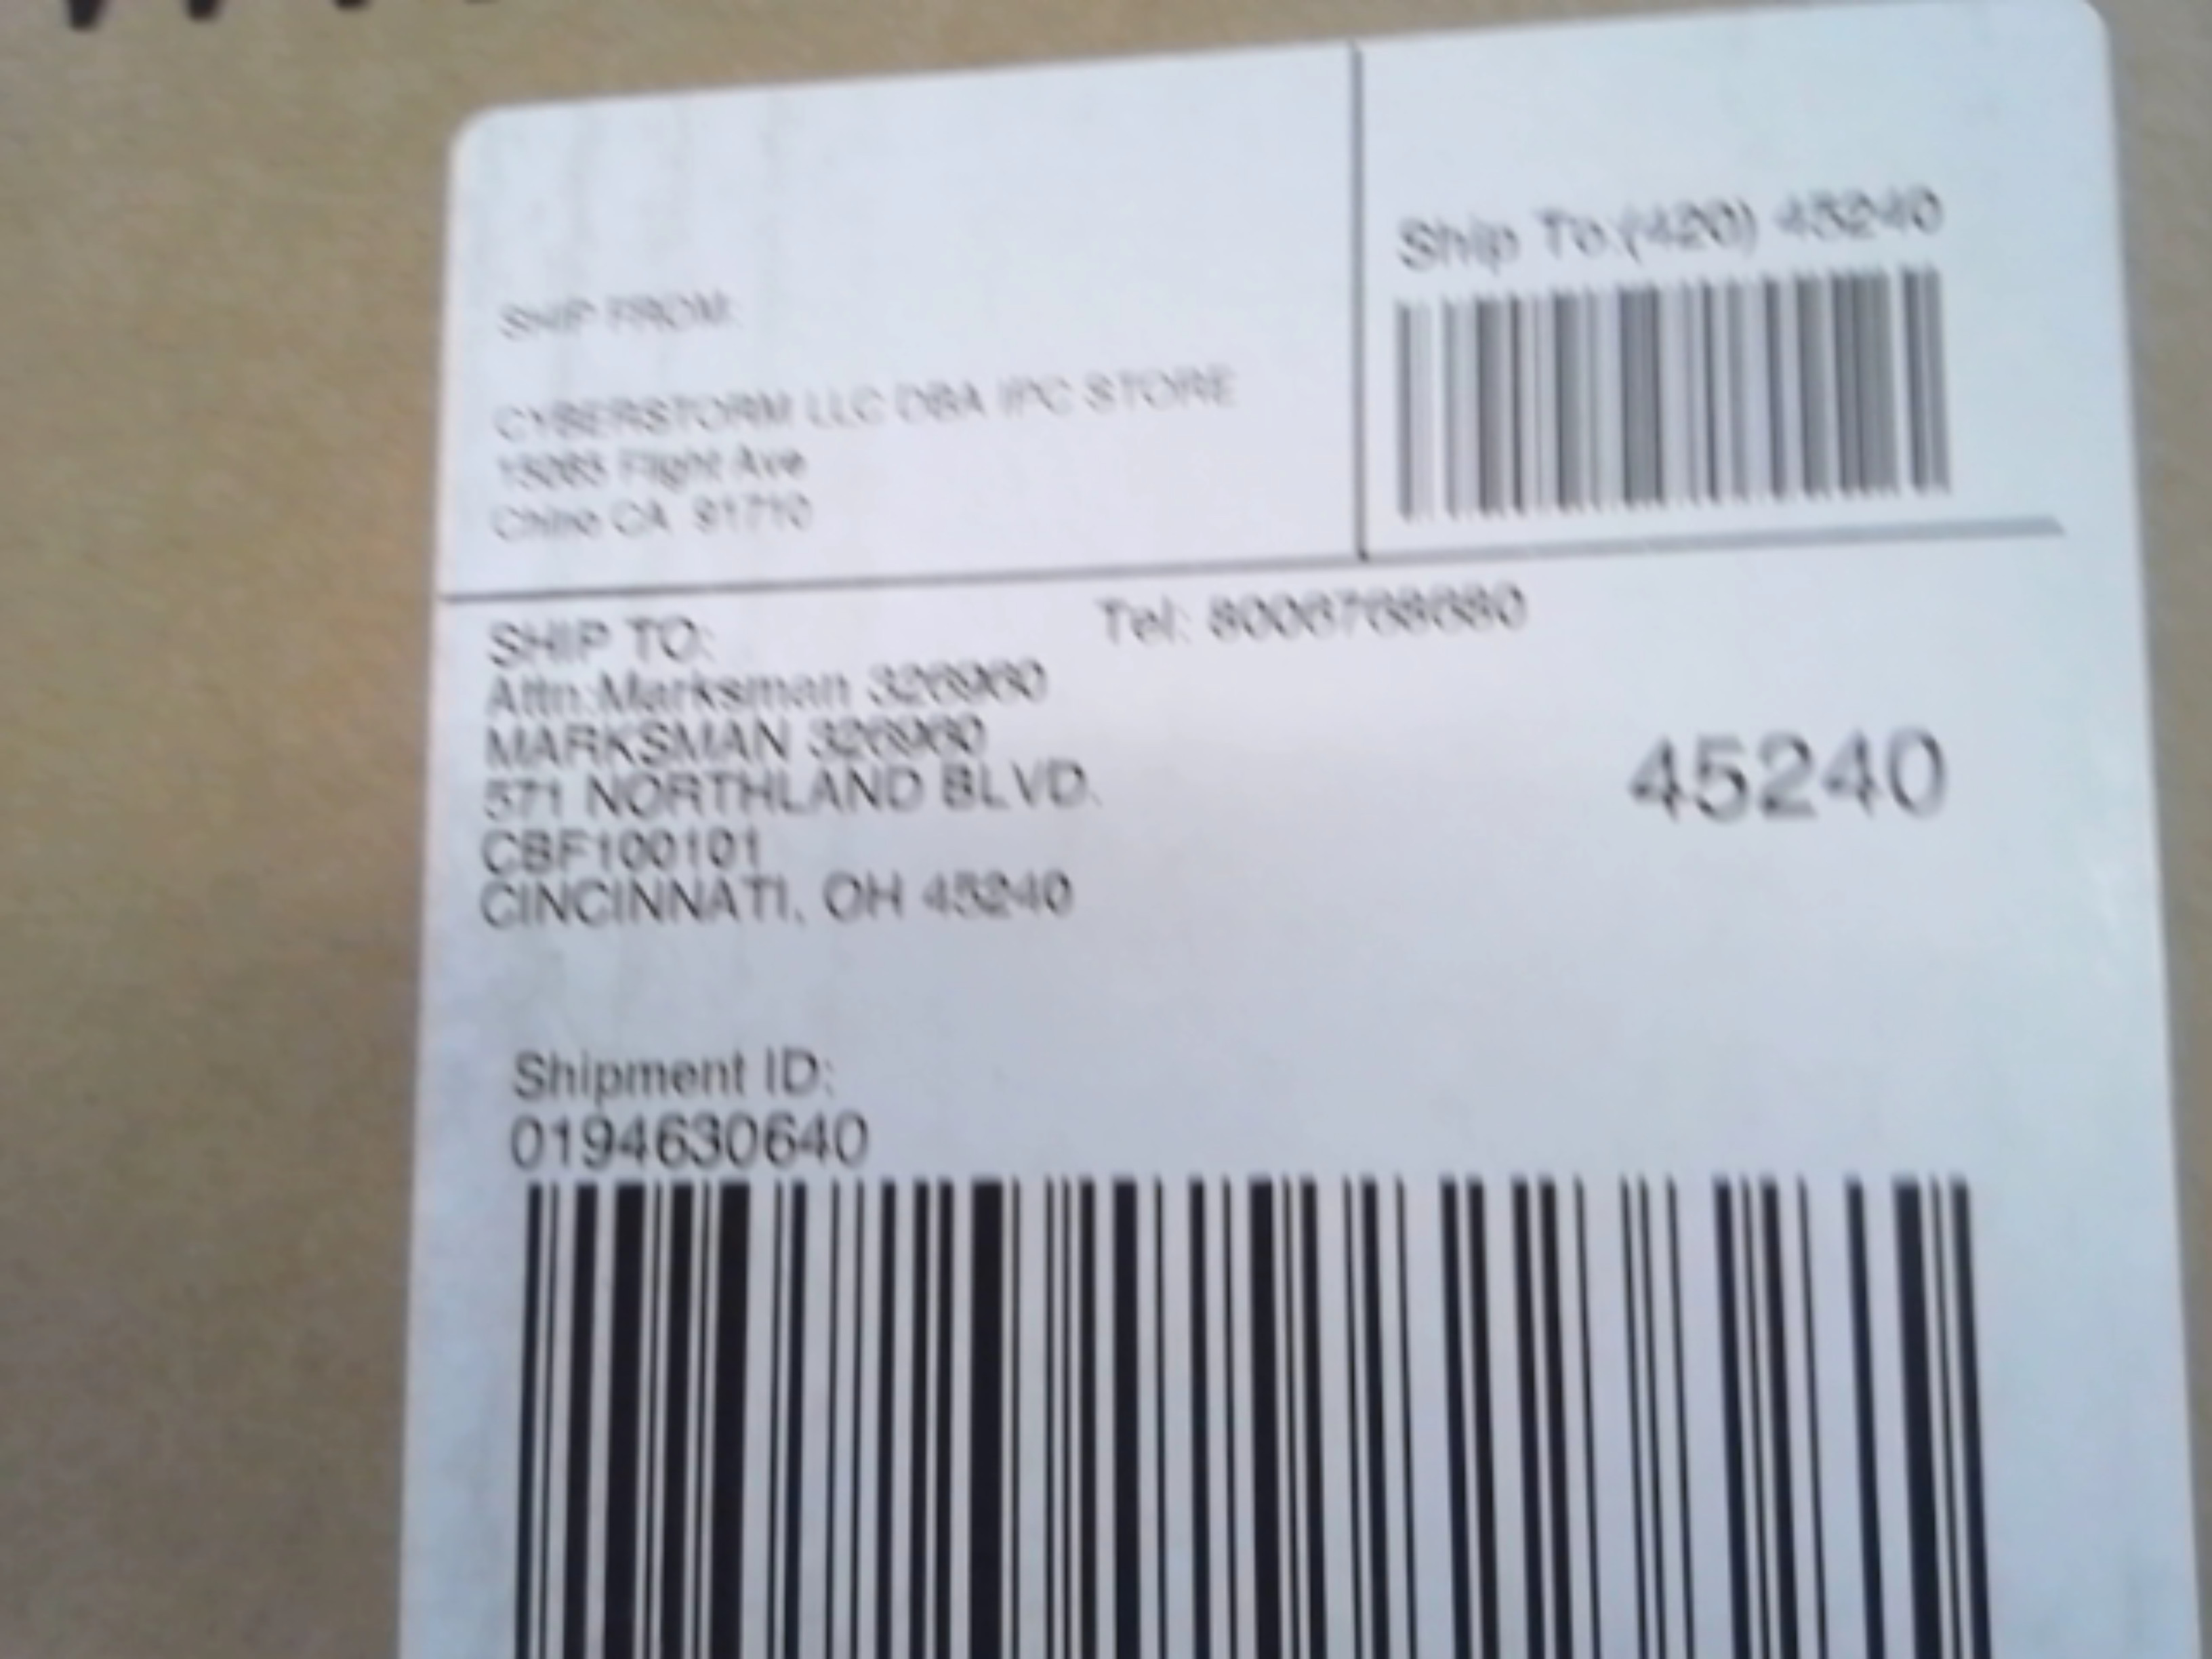 SHIP FROM:
CYBERSTORM LLC DBA IPC STORE
15065 Flight Ave
Chino CA 91710
Ship To:(420) 45240
SHIP TO:
Tel: 8006768680
Attn:Marksman 326960
MARKSMAN 326960
571 NORTHLAND BLVD.
CBF100101
CINCINNATI, OH 45240
45240
Shipment ID:
0194630640